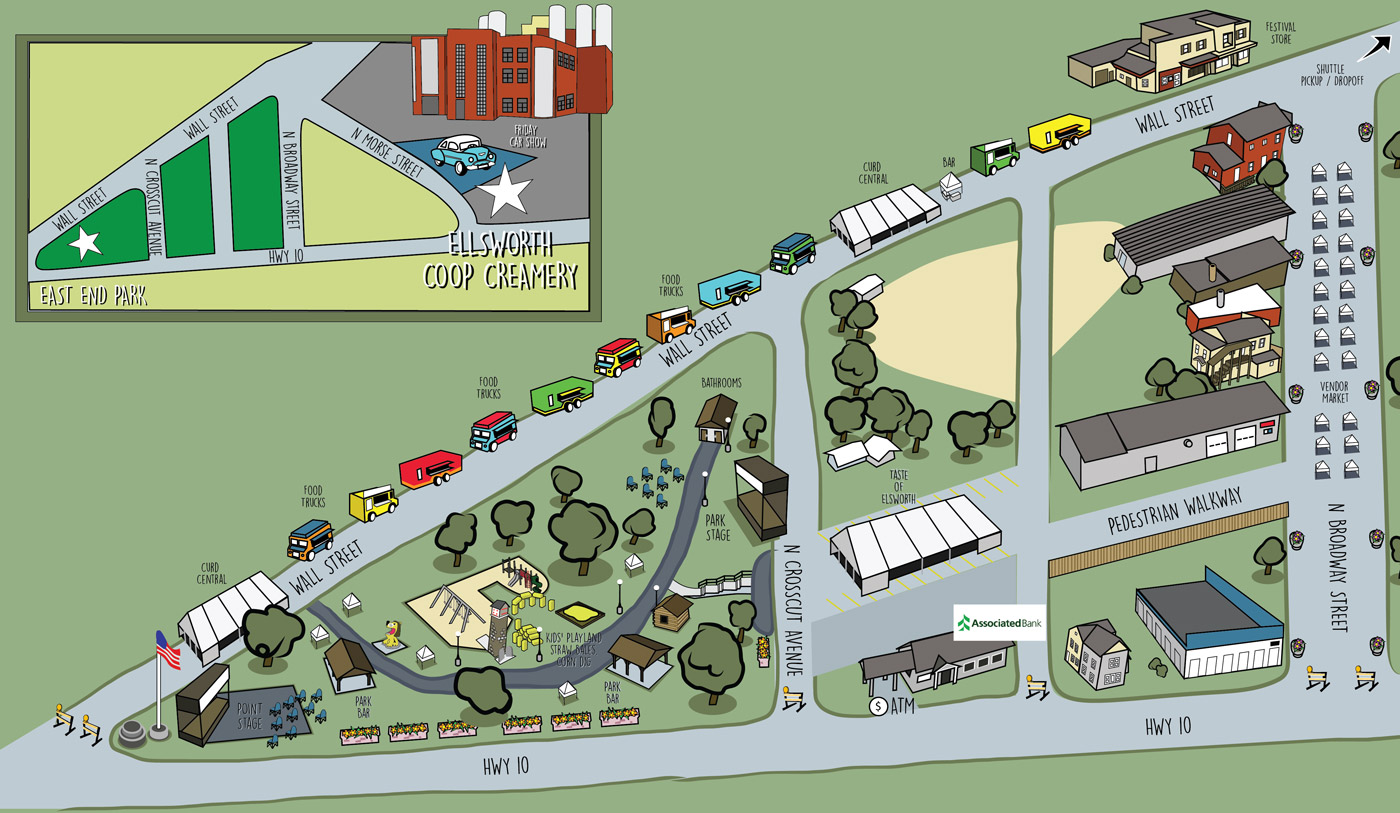 WALL STREET
WALL STREET
N CROSSCUT AVENUE
N BROADWAY STREET
N MORSE STREET
HWY 10
FRIDAY
CAR SHOW
ELLSWORTH
COOP CREAMERY
EAST END PARK
FESTIVAL
STORE
SHUTTLE
PICKUP / DROPOFF
WALL STREET
BAR
CURD
CENTRAL
FOOD
TRUCKS
WALL STREET
FOOD
TRUCKS
BATHROOMS
VENDOR
MARKET
TASTE
OF
ELSWORTH
FOOD
TRUCKS
PARK
STAGE
PEDESTRIAN WALKWAY
N BROADWAY STREET
N CROSSCUT AVENUE
WALL STREET
CURD
CENTRAL
AssociatedBank
KIDS' PLAYLAND
STRAW BALES
CORN DIG
POINT
STAGE
PARK
BAR
PARK
BAR
$ ATM
HWY 10
HWY 10